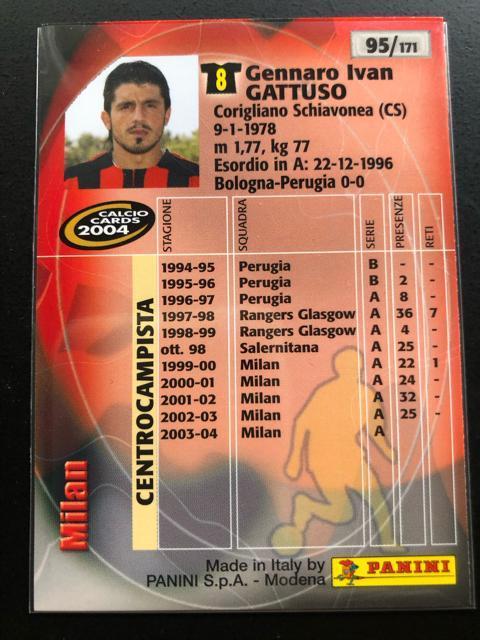 95/171
8
Gennaro Ivan
GATTUSO
Corigliano Schiavonea (CS)
9-1-1978
m 1,77, kg 77
Esordio in A: 22-12-1996
Bologna-Perugia 0-0
CALCIO
CARDS
2004
STAGIONE SQUADRA SERIE PRESENZE RETI
1994-95 Perugia B - -
1995-96 Perugia B 2 -
1996-97 Perugia A 8 -
1997-98 Rangers Glasgow A 36 7
1998-99 Rangers Glasgow A 4 -
ott. 98 Salernitana A 25 -
1999-00 Milan A 22 1
2000-01 Milan A 24 -
2001-02 Milan A 32 -
2002-03 Milan A 25 -
2003-04 Milan A
CENTROCAMPISTA
Milan
Made in Italy by
PANINI S.p.A. - Modena
PANINI